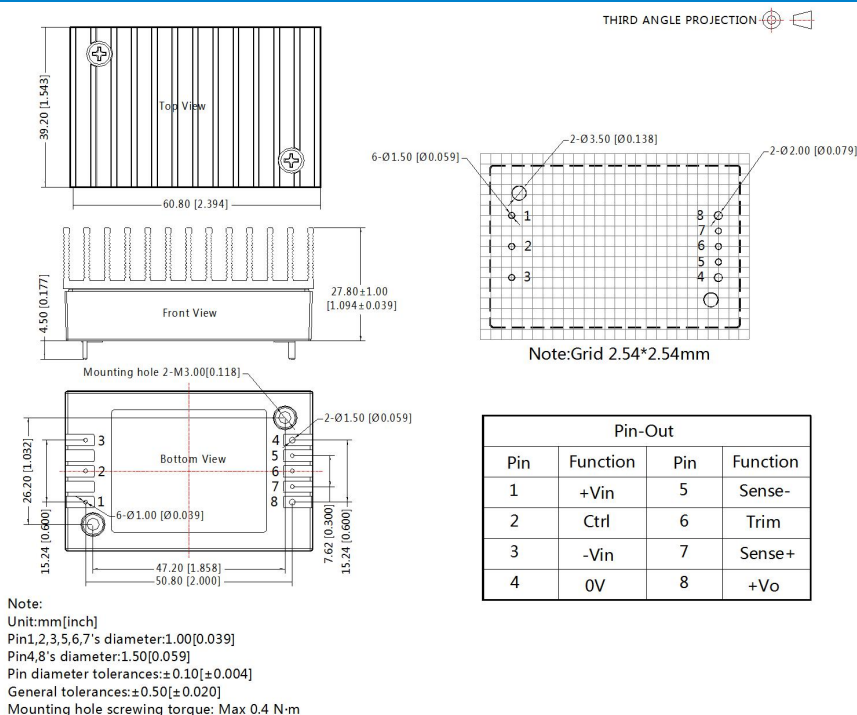 THIRD ANGLE PROJECTION
39.20 [1.543]
Top View
60.80 [2.394]
6-Ø1.50 [Ø0.059]
2-Ø3.50 [Ø0.138]
2-Ø2.00 [Ø0.079]
1
2
3
8
7
6
5
4
Note:Grid 2.54*2.54mm
4.50 [0.177]
Front View
27.80±1.00
[1.094±0.039]
Mounting hole 2-M3.00[0.118]
2-Ø1.50 [Ø0.059]
Bottom View
3
2
1
4
5
6
7
8
6-Ø1.00 [Ø0.039]
26.20 [1.032]
15.24 [0.600]
7.62 [0.300]
15.24 [0.600]
47.20 [1.858]
50.80 [2.000]
Pin-Out
Pin Function Pin Function
1 +Vin 5 Sense-
2 Ctrl 6 Trim
3 -Vin 7 Sense+
4 0V 8 +Vo
Note:
Unit:mm[inch]
Pin1,2,3,5,6,7's diameter:1.00[0.039]
Pin4,8's diameter:1.50[0.059]
Pin diameter tolerances:±0.10[±0.004]
General tolerances:±0.50[±0.020]
Mounting hole screwing torque: Max 0.4 N·m